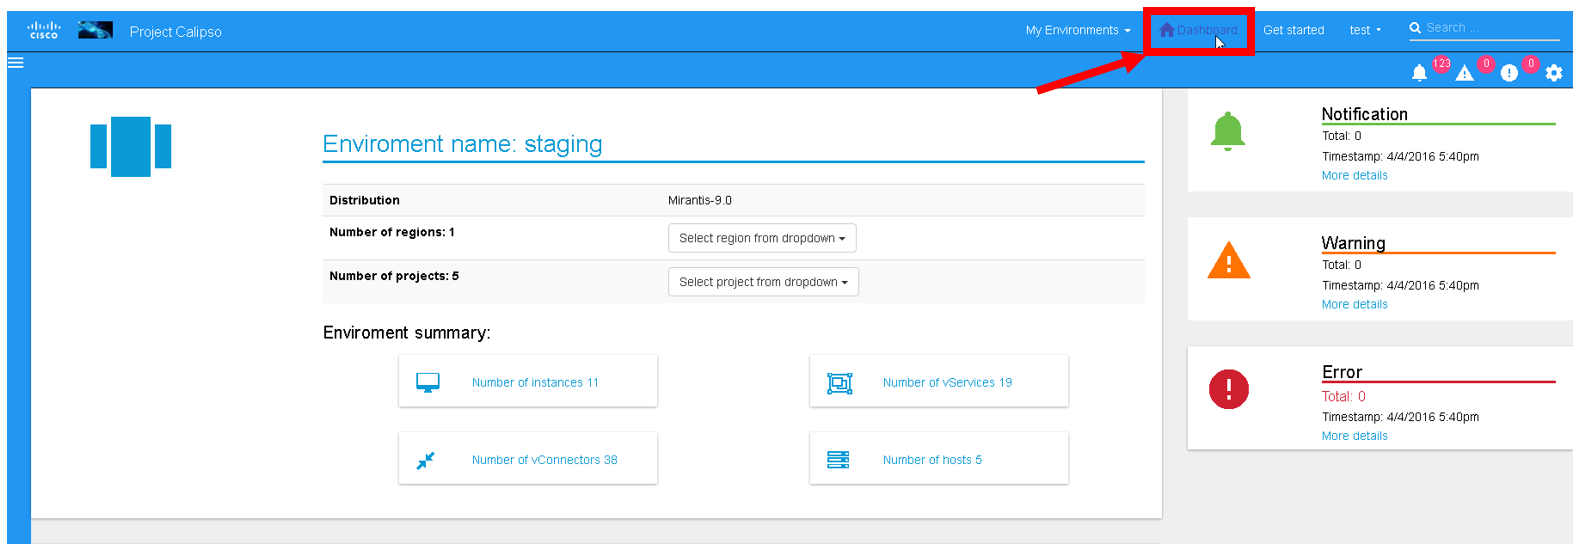 cisco
Project Calipso
My Environments
Dashboard
Get started
test
Search ...
123
0
0
Enviroment name: staging
Distribution
Mirantis-9.0
Number of regions: 1
Select region from dropdown
Number of projects: 5
Select project from dropdown
Enviroment summary:
Number of instances 11
Number of vServices 19
Number of vConnectors 38
Number of hosts 5
Notification
Total: 0
Timestamp: 4/4/2016 5:40pm
More details
Warning
Total: 0
Timestamp: 4/4/2016 5:40pm
More details
Error
Total: 0
Timestamp: 4/4/2016 5:40pm
More details